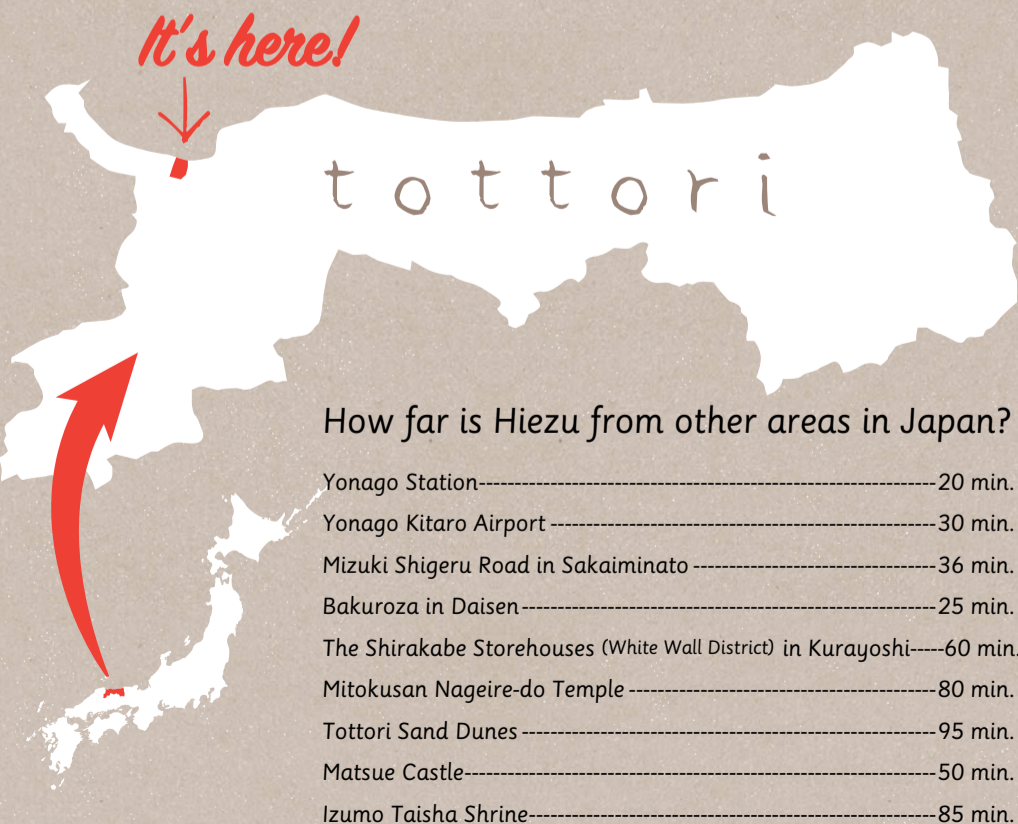 It's here!
tottori
How far is Hiezu from other areas in Japan?
Yonago Station----------------------------------------------------------------20 min.
Yonago Kitaro Airport ------------------------------------------------------30 min.
Mizuki Shigeru Road in Sakaiminato ----------------------------------36 min.
Bakuroza in Daisen----------------------------------------------------------25 min.
The Shirakabe Storehouses (White Wall District) in Kurayoshi-----60 min.
Mitokusan Nageire-do Temple -------------------------------------------80 min.
Tottori Sand Dunes ----------------------------------------------------------95 min.
Matsue Castle------------------------------------------------------------------50 min.
Izumo Taisha Shrine---------------------------------------------------------85 min.